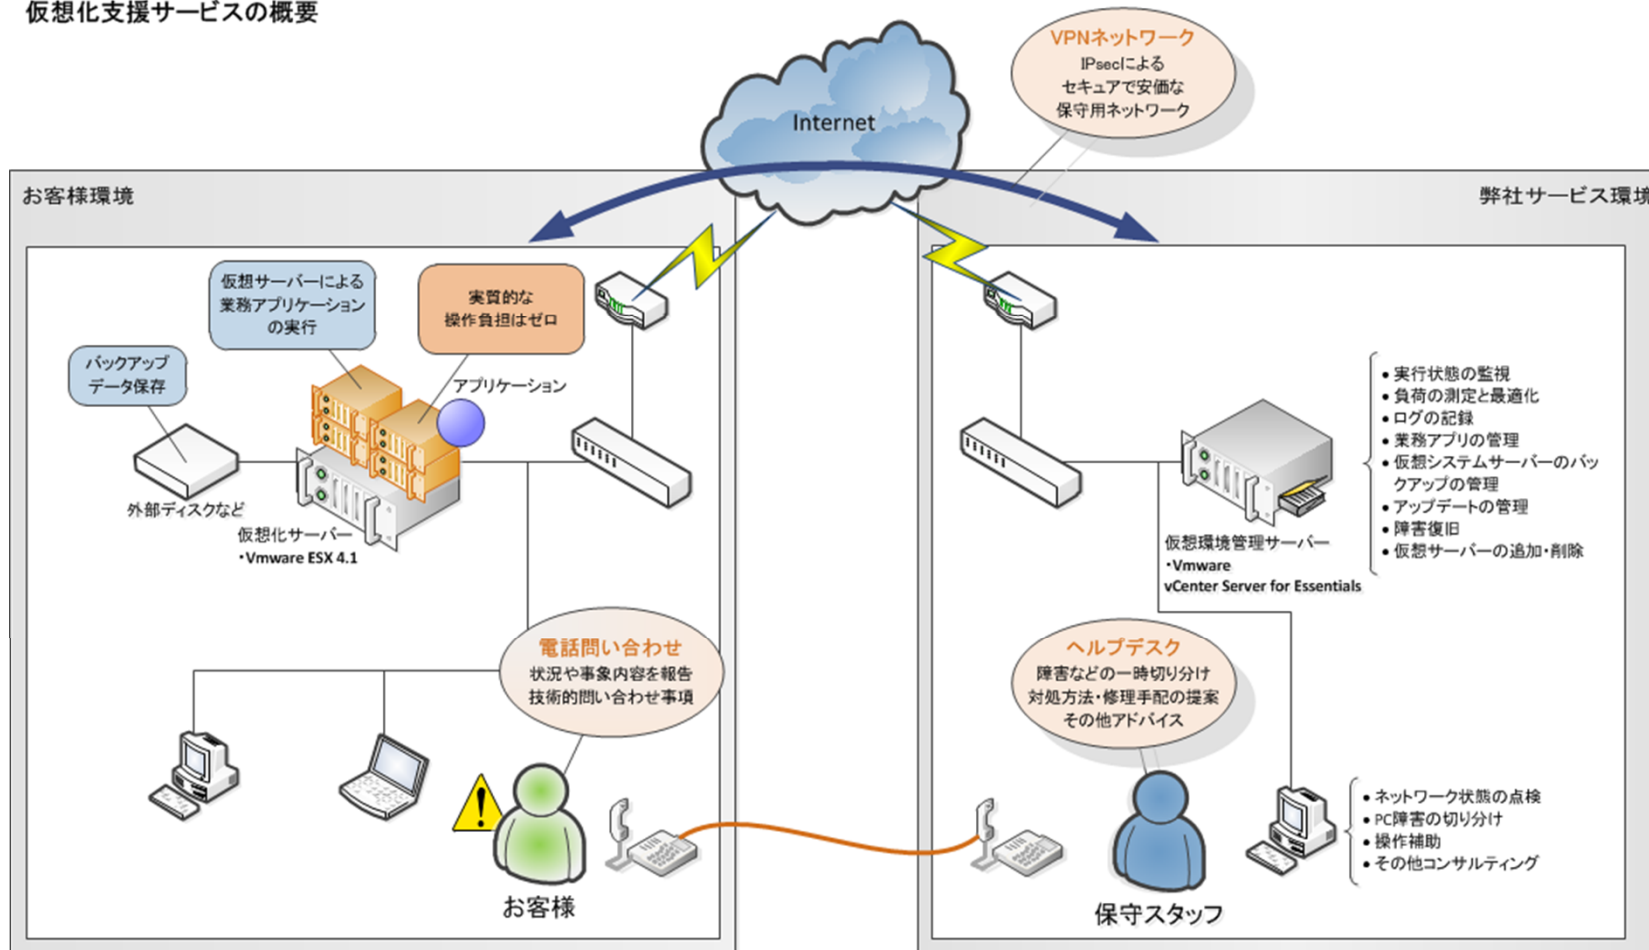 仮想化支援サービスの概要
VPNネットワーク
IPsecによる
セキュアで安価な
保守用ネットワーク
Internet
お客様環境
弊社サービス環境
仮想サーバーによる
業務アプリケーション
の実行
実質的な
操作負担はゼロ
バックアップ
データ保存
アプリケーション
外部ディスクなど
仮想化サーバー
・Vmware ESX 4.1
仮想環境管理サーバー
・Vmware
vCenter Server for Essentials
● 実行状態の監視
● 負荷の測定と最適化
● ログの記録
● 業務アプリの管理
● 仮想システムサーバーのバッ
クアップの管理
● アップデートの管理
● 障害復旧
● 仮想サーバーの追加・削除
電話問い合わせ
状況や事象内容を報告
技術的問い合わせ事項
ヘルプデスク
障害などの一時切り分け
対処方法・修理手配の提案
その他アドバイス
お客様
保守スタッフ
● ネットワーク状態の点検
● PC障害の切り分け
● 操作補助
● その他コンサルティング